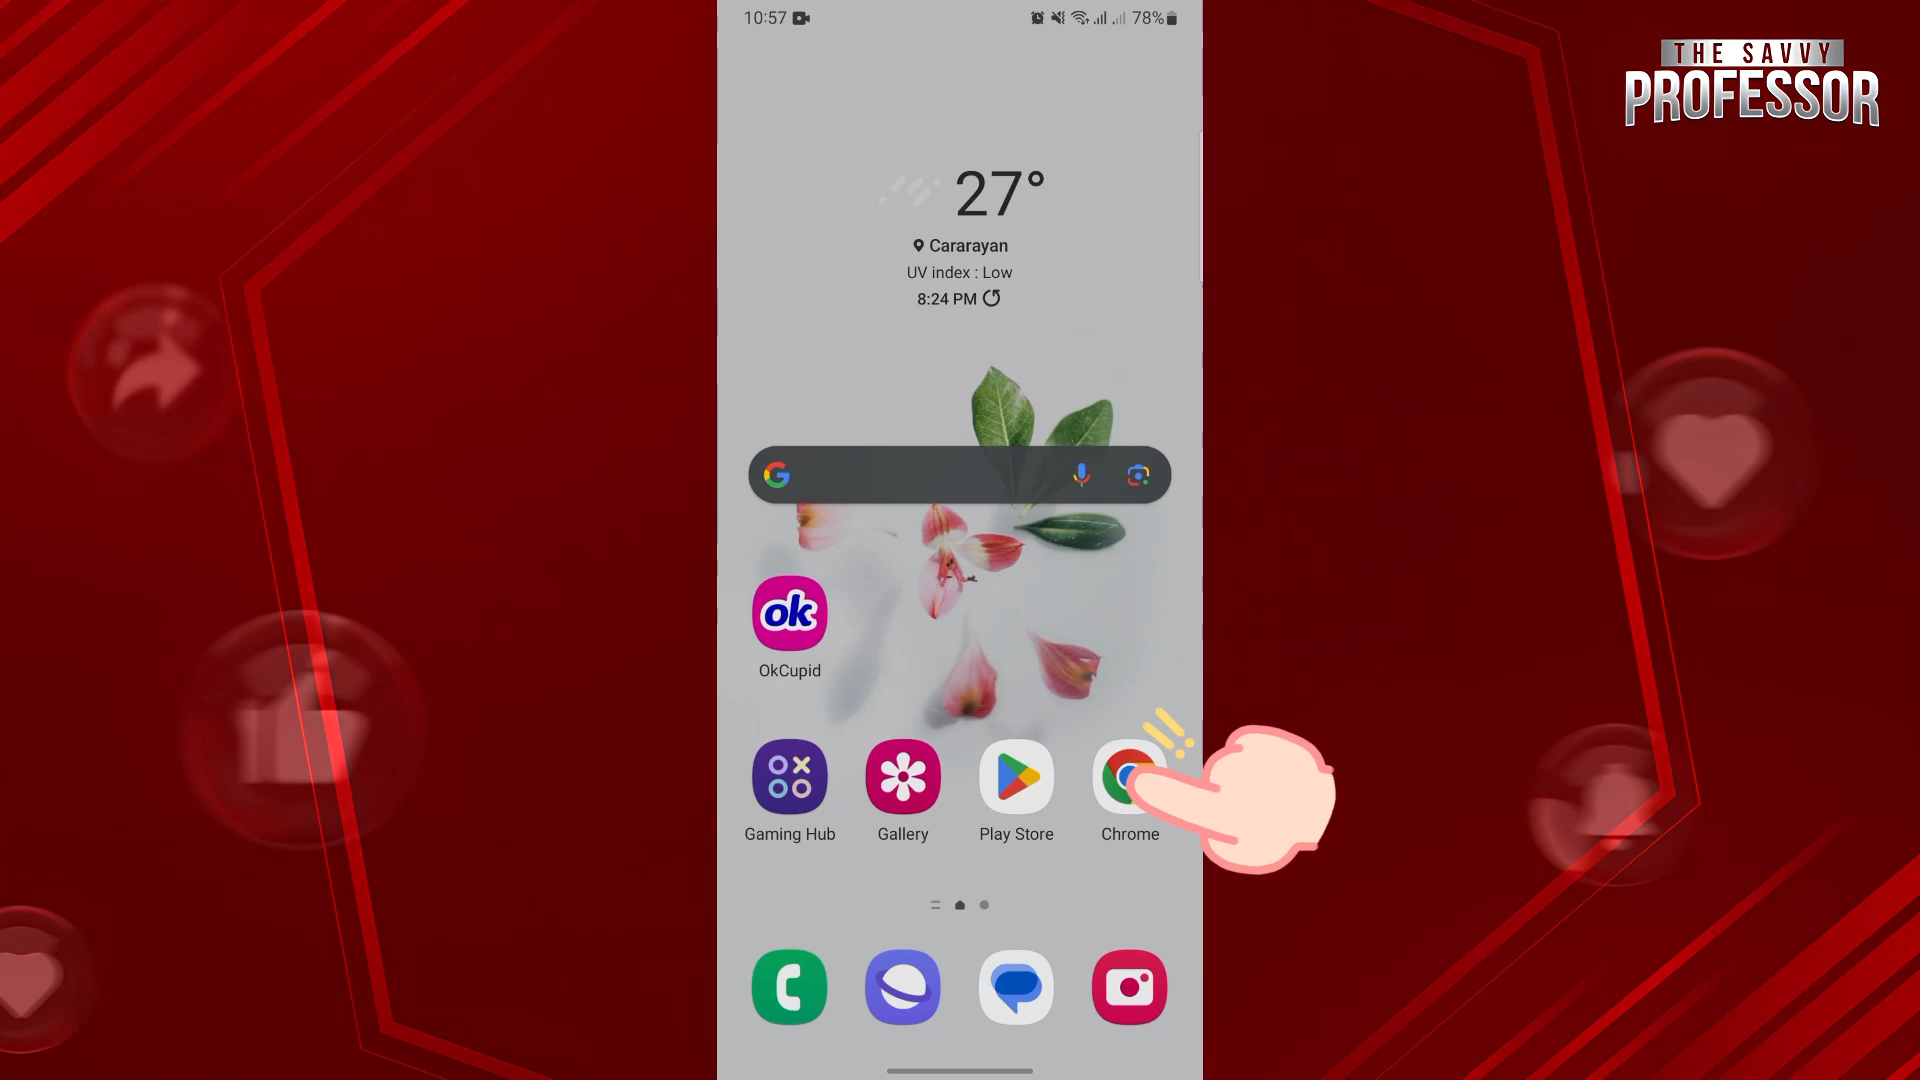 10:57
78%
THE SAVVY
PROFESSOR
27°
Cararayan
UV index : Low
8:24 PM
ok
OkCupid
Gaming Hub
Gallery
Play Store
Chrome